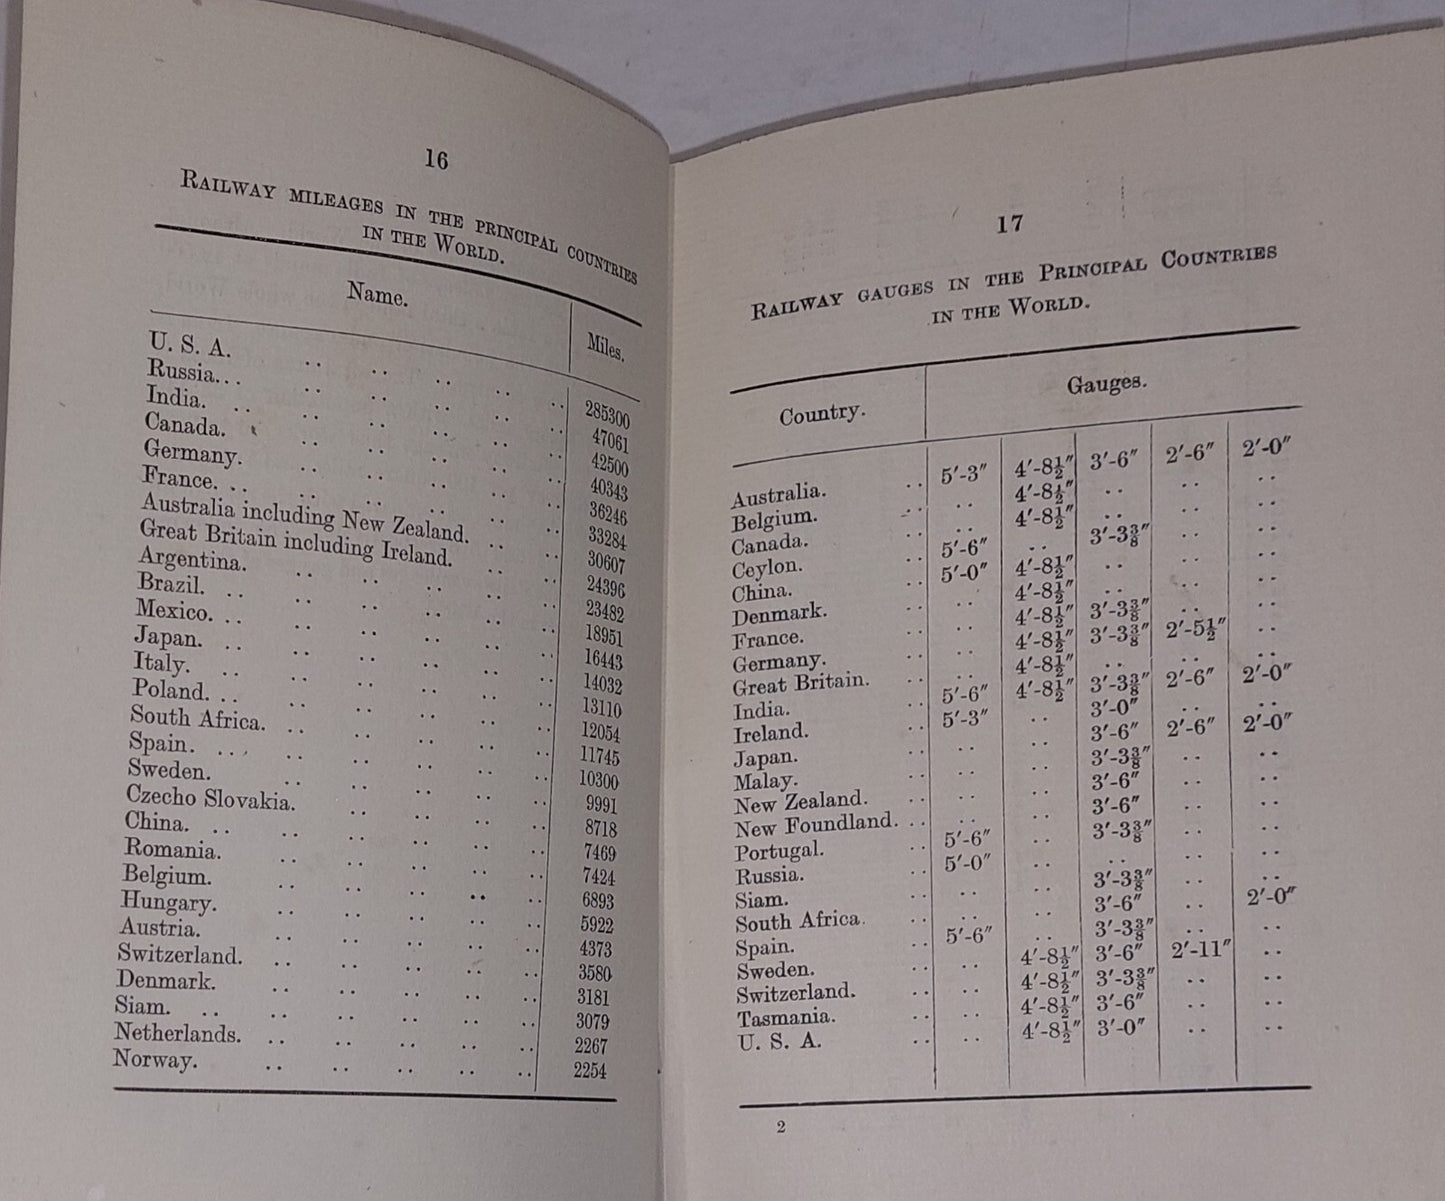 16
RAILWAY MILEAGES IN THE PRINCIPAL COUNTRIES
IN THE WORLD.
Name. Miles.
U. S. A. .. .. .. .. .. 285300
Russia... .. .. .. .. .. 47061
India. .. .. .. .. .. .. 42500
Canada. .. .. .. .. .. 40343
Germany. .. .. .. .. .. 36246
France. .. .. .. .. .. .. 33284
Australia including New Zealand. .. .. 30607
Great Britain including Ireland. .. .. 24396
Argentina. .. .. .. .. .. 23482
Brazil. .. .. .. .. .. .. 18951
Mexico. .. .. .. .. .. .. 16443
Japan. .. .. .. .. .. .. 14032
Italy. .. .. .. .. .. 13110
Poland. .. .. .. .. .. .. 12054
South Africa. .. .. .. .. .. 11745
Spain. ... .. .. .. .. .. 10300
Sweden. .. .. .. .. .. 9991
Czecho Slovakia. .. .. .. .. 8718
China. .. .. .. .. .. .. 7469
Romania. .. .. .. .. .. 7424
Belgium. .. .. .. .. .. 6893
Hungary. .. .. .. .. .. 5922
Austria. .. .. .. .. .. 4373
Switzerland. .. .. .. .. .. 3580
Denmark. .. .. .. .. .. 3181
Siam. .. .. .. .. .. .. 3079
Netherlands. .. .. .. .. .. 2267
Norway. .. .. .. .. .. 2254
17
RAILWAY GAUGES IN THE PRINCIPAL COUNTRIES
IN THE WORLD.
Country. Gauges.
Australia. .. 5′-3″ 4′-8½″ 3′-6″ 2′-6″ 2′-0″
Belgium. .. .. 4′-8½″ .. .. ..
Canada. .. .. 4′-8½″ .. .. ..
Ceylon. .. 5′-6″ .. 3′-3⅜″ .. ..
China. .. 5′-0″ 4′-8½″ .. .. ..
Denmark. .. .. 4′-8½″ .. .. ..
France. .. .. 4′-8½″ 3′-3⅜″ .. ..
Germany. .. .. 4′-8½″ 3′-3⅜″ 2′-5½″ ..
Great Britain. .. .. 4′-8½″ .. .. ..
India. .. 5′-6″ 4′-8½″ 3′-3⅜″ 2′-6″ 2′-0″
Ireland. .. 5′-3″ .. 3′-0″ .. ..
Japan. .. .. .. 3′-6″ 2′-6″ 2′-0″
Malay. .. .. .. 3′-3⅜″ .. ..
New Zealand. .. .. .. 3′-6″ .. ..
New Foundland. .. .. .. 3′-6″ .. ..
Portugal. .. 5′-6″ .. 3′-3⅜″ .. ..
Russia. .. 5′-0″ .. .. .. ..
Siam. .. .. .. 3′-3⅜″ .. ..
South Africa. .. .. .. 3′-6″ .. 2′-0″
Spain. .. 5′-6″ .. 3′-3⅜″ .. ..
Sweden. .. .. 4′-8½″ 3′-6″ 2′-11″ ..
Switzerland. .. .. 4′-8½″ 3′-3⅜″ .. ..
Tasmania. .. .. 4′-8½″ 3′-6″ .. ..
U. S. A. .. .. 4′-8½″ 3′-0″ .. ..
2